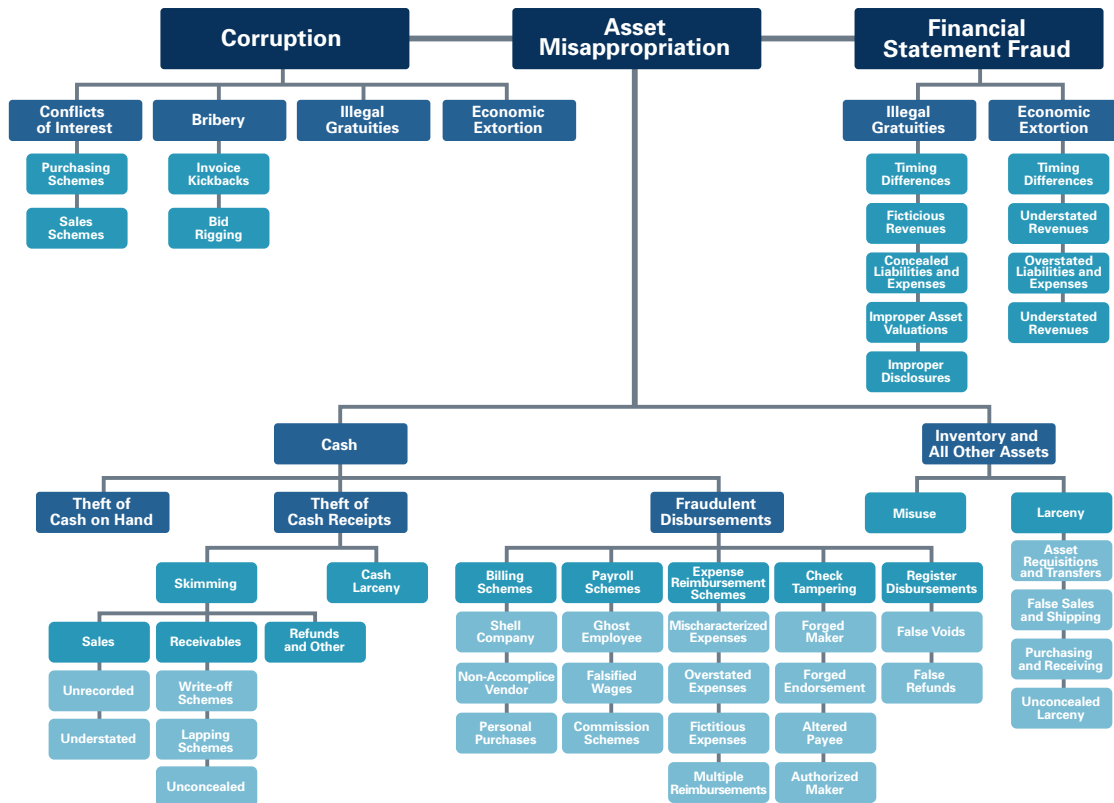 Corruption
Asset
Misappropriation
Financial
Statement Fraud
Conflicts
of Interest
Bribery
Illegal
Gratuities
Economic
Extortion
Illegal
Gratuities
Economic
Extortion
Purchasing
Schemes
Sales
Schemes
Invoice
Kickbacks
Bid
Rigging
Timing
Differences
Ficticious
Revenues
Concealed
Liabilities and
Expenses
Improper Asset
Valuations
Improper
Disclosures
Timing
Differences
Understated
Revenues
Overstated
Liabilities and
Expenses
Understated
Revenues
Cash
Inventory and
All Other Assets
Theft of
Cash on Hand
Theft of
Cash Receipts
Fraudulent
Disbursements
Misuse
Larceny
Asset
Requisitions
and Transfers
False Sales
and Shipping
Purchasing
and Receiving
Unconcealed
Larceny
Skimming
Cash
Larceny
Sales
Receivables
Refunds
and Other
Unrecorded
Understated
Write-off
Schemes
Lapping
Schemes
Unconcealed
Billing
Schemes
Shell
Company
Non-Accomplice
Vendor
Personal
Purchases
Payroll
Schemes
Ghost
Employee
Falsified
Wages
Commission
Schemes
Expense
Reimbursement
Schemes
Mischaracterized
Expenses
Overstated
Expenses
Fictitious
Expenses
Multiple
Reimbursements
Check
Tampering
Forged
Maker
Forged
Endorsement
Altered
Payee
Authorized
Maker
Register
Disbursements
False Voids
False
Refunds